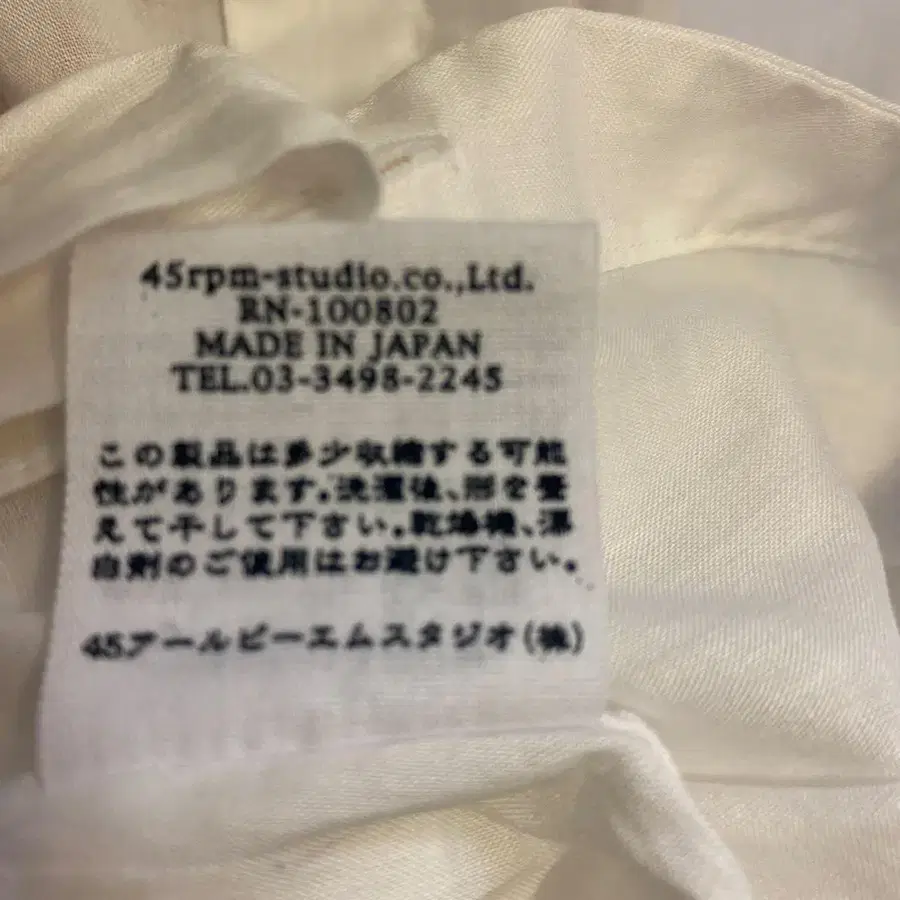 45rpm-studio.co.,Ltd.
RN-100802
MADE IN JAPAN
TEL.03-3498-2245
この製品は多少収縮する可能
性があります。洗濯後、形を整
えて干して下さい。乾燥機、漂
白剤のご使用はお避け下さい。
45アールピーエムスタジオ(株)